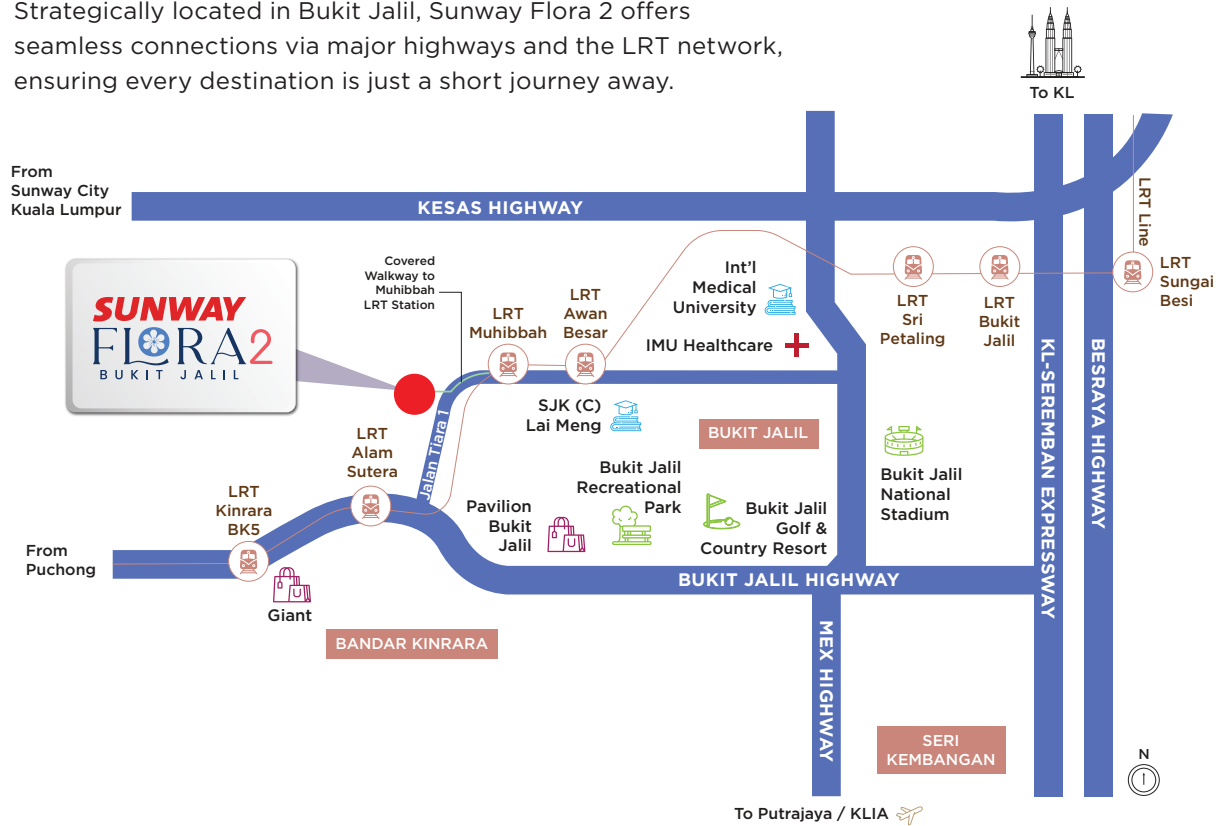 Strategically located in Bukit Jalil, Sunway Flora 2 offers
seamless connections via major highways and the LRT network,
ensuring every destination is just a short journey away.
To KL
From
Sunway City
Kuala Lumpur
KESAS HIGHWAY
LRT Line
Covered
Walkway to
Muhibbah
LRT Station
SUNWAY
FLORA 2
BUKIT JALIL
LRT
Muhibbah
LRT
Awan
Besar
Int'l
Medical
University
IMU Healthcare
LRT
Sri
Petaling
LRT
Bukit
Jalil
LRT
Sungai
Besi
KL-SEREMBAN EXPRESSWAY
BESRAYA HIGHWAY
Jalan Tiara 1
SJK (C)
Lai Meng
BUKIT JALIL
LRT
Alam
Sutera
LRT
Kinrara
BK5
Pavilion
Bukit
Jalil
Bukit Jalil
Recreational
Park
Bukit Jalil
Golf &
Country Resort
Bukit Jalil
National
Stadium
From
Puchong
Giant
BUKIT JALIL HIGHWAY
BANDAR KINRARA
MEX HIGHWAY
SERI
KEMBANGAN
N
To Putrajaya / KLIA